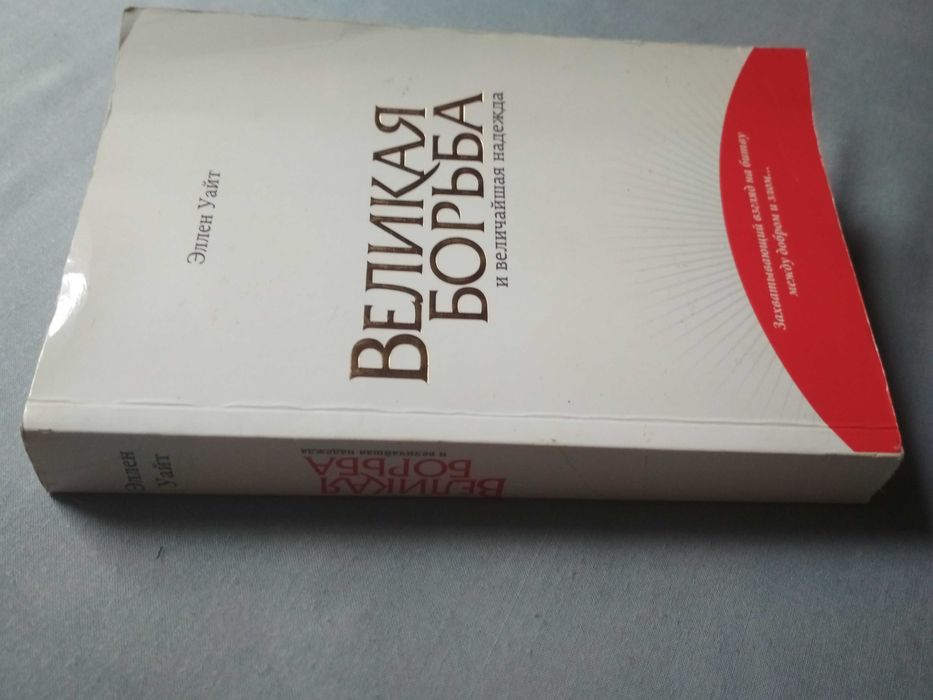 Эллен Уайт
ВЕЛИКАЯ
БОРЬБА
и величайшая надежда
Захватывающий взгляд на битву
между добром и злом...
Эллен
Уайт
ВЕЛИКАЯ
БОРЬБА
и величайшая надежда